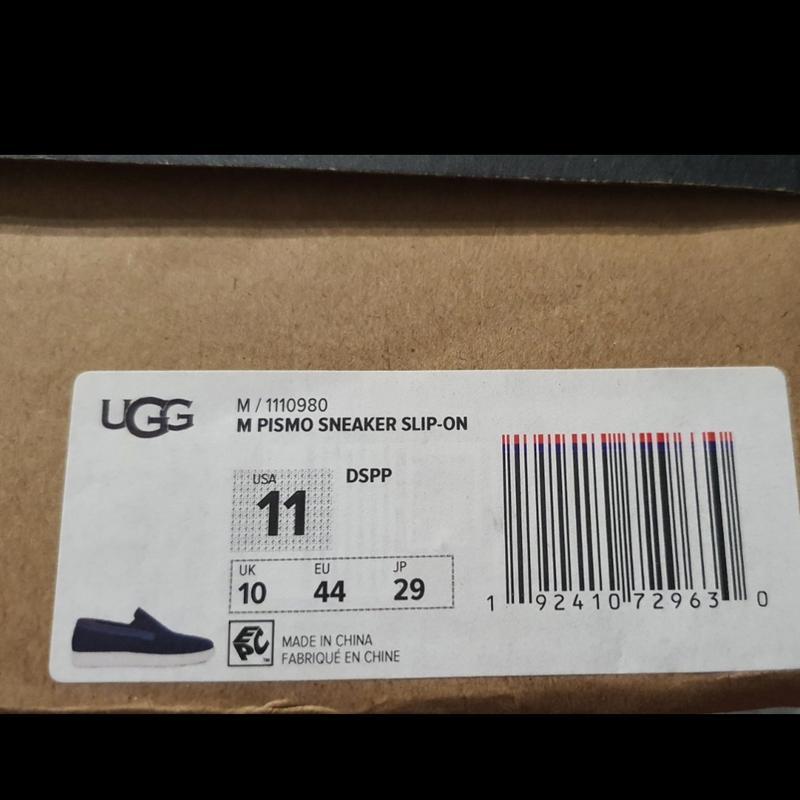 UGG
M / 1110980
M PISMO SNEAKER SLIP-ON
USA
11
DSPP
UK EU JP
10 44 29
EPC™
MADE IN CHINA
FABRIQUÉ EN CHINE
1 92410 72963 0